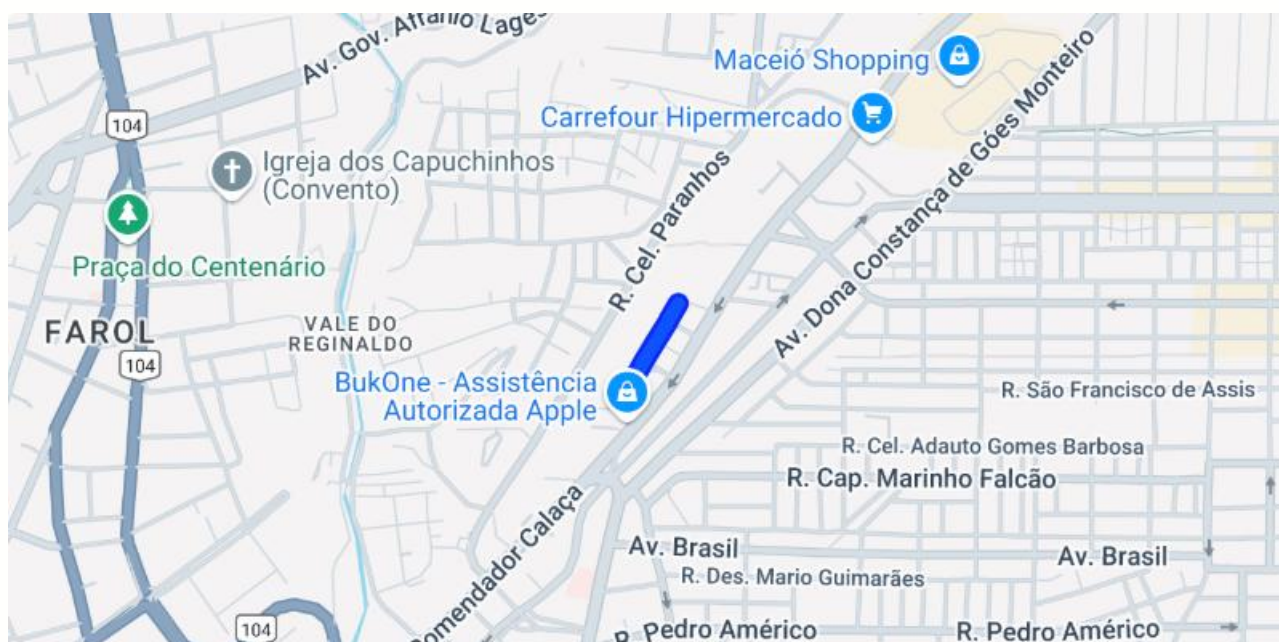 Av. Gov. Afrânio Lages
Maceió Shopping
Carrefour Hipermercado
104
Igreja dos Capuchinhos
(Convento)
R. Cel. Paranhos
Av. Dona Constança de Góes Monteiro
Praça do Centenário
FAROL
VALE DO
REGINALDO
104
BukOne - Assistência
Autorizada Apple
R. São Francisco de Assis
R. Cel. Adauto Gomes Barbosa
R. Cap. Marinho Falcão
Comendador Calaça
Av. Brasil
Av. Brasil
R. Des. Mario Guimarães
104
R. Pedro Américo
R. Pedro Américo